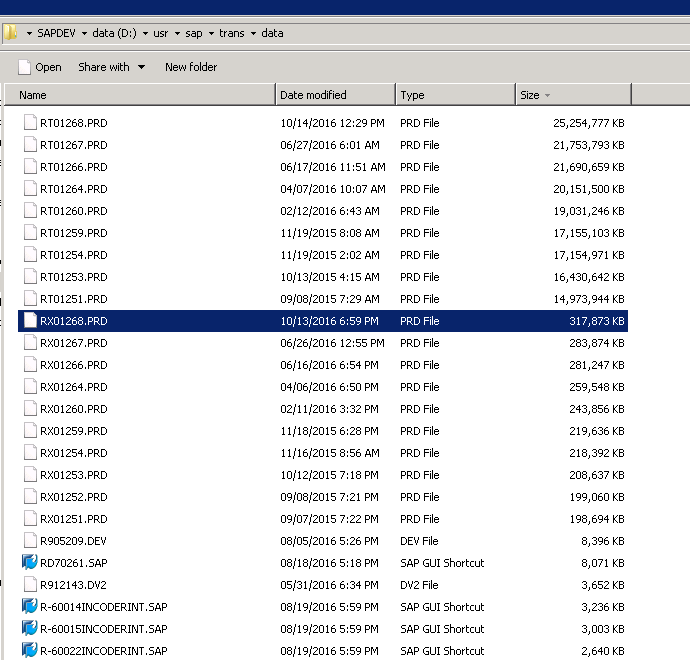 SAPDEV data (D:) usr sap trans data
Open Share with New folder
Name Date modified Type Size
RT01268.PRD 10/14/2016 12:29 PM PRD File 25,254,777 KB
RT01267.PRD 06/27/2016 6:01 AM PRD File 21,753,793 KB
RT01266.PRD 06/17/2016 11:51 AM PRD File 21,690,659 KB
RT01264.PRD 04/07/2016 10:07 AM PRD File 20,151,500 KB
RT01260.PRD 02/12/2016 6:43 AM PRD File 19,031,246 KB
RT01259.PRD 11/19/2015 8:08 AM PRD File 17,155,103 KB
RT01254.PRD 11/19/2015 2:02 AM PRD File 17,154,971 KB
RT01253.PRD 10/13/2015 4:15 AM PRD File 16,430,642 KB
RT01251.PRD 09/08/2015 7:29 AM PRD File 14,973,944 KB
RX01268.PRD 10/13/2016 6:59 PM PRD File 317,873 KB
RX01267.PRD 06/26/2016 12:55 PM PRD File 283,874 KB
RX01266.PRD 06/16/2016 6:54 PM PRD File 281,247 KB
RX01264.PRD 04/06/2016 6:50 PM PRD File 259,548 KB
RX01260.PRD 02/11/2016 3:32 PM PRD File 243,856 KB
RX01259.PRD 11/18/2015 6:28 PM PRD File 219,636 KB
RX01254.PRD 11/16/2015 8:56 AM PRD File 218,392 KB
RX01253.PRD 10/12/2015 7:18 PM PRD File 208,637 KB
RX01252.PRD 09/08/2015 7:21 PM PRD File 199,060 KB
RX01251.PRD 09/07/2015 7:22 PM PRD File 198,694 KB
R905209.DEV 08/05/2016 5:26 PM DEV File 8,396 KB
RD70261.SAP 08/18/2016 5:18 PM SAP GUI Shortcut 8,071 KB
R912143.DV2 05/31/2016 6:34 PM DV2 File 3,652 KB
R-60014INCODERINT.SAP 08/19/2016 5:59 PM SAP GUI Shortcut 3,236 KB
R-60015INCODERINT.SAP 08/19/2016 5:59 PM SAP GUI Shortcut 3,003 KB
R-60022INCODERINT.SAP 08/19/2016 5:59 PM SAP GUI Shortcut 2,640 KB